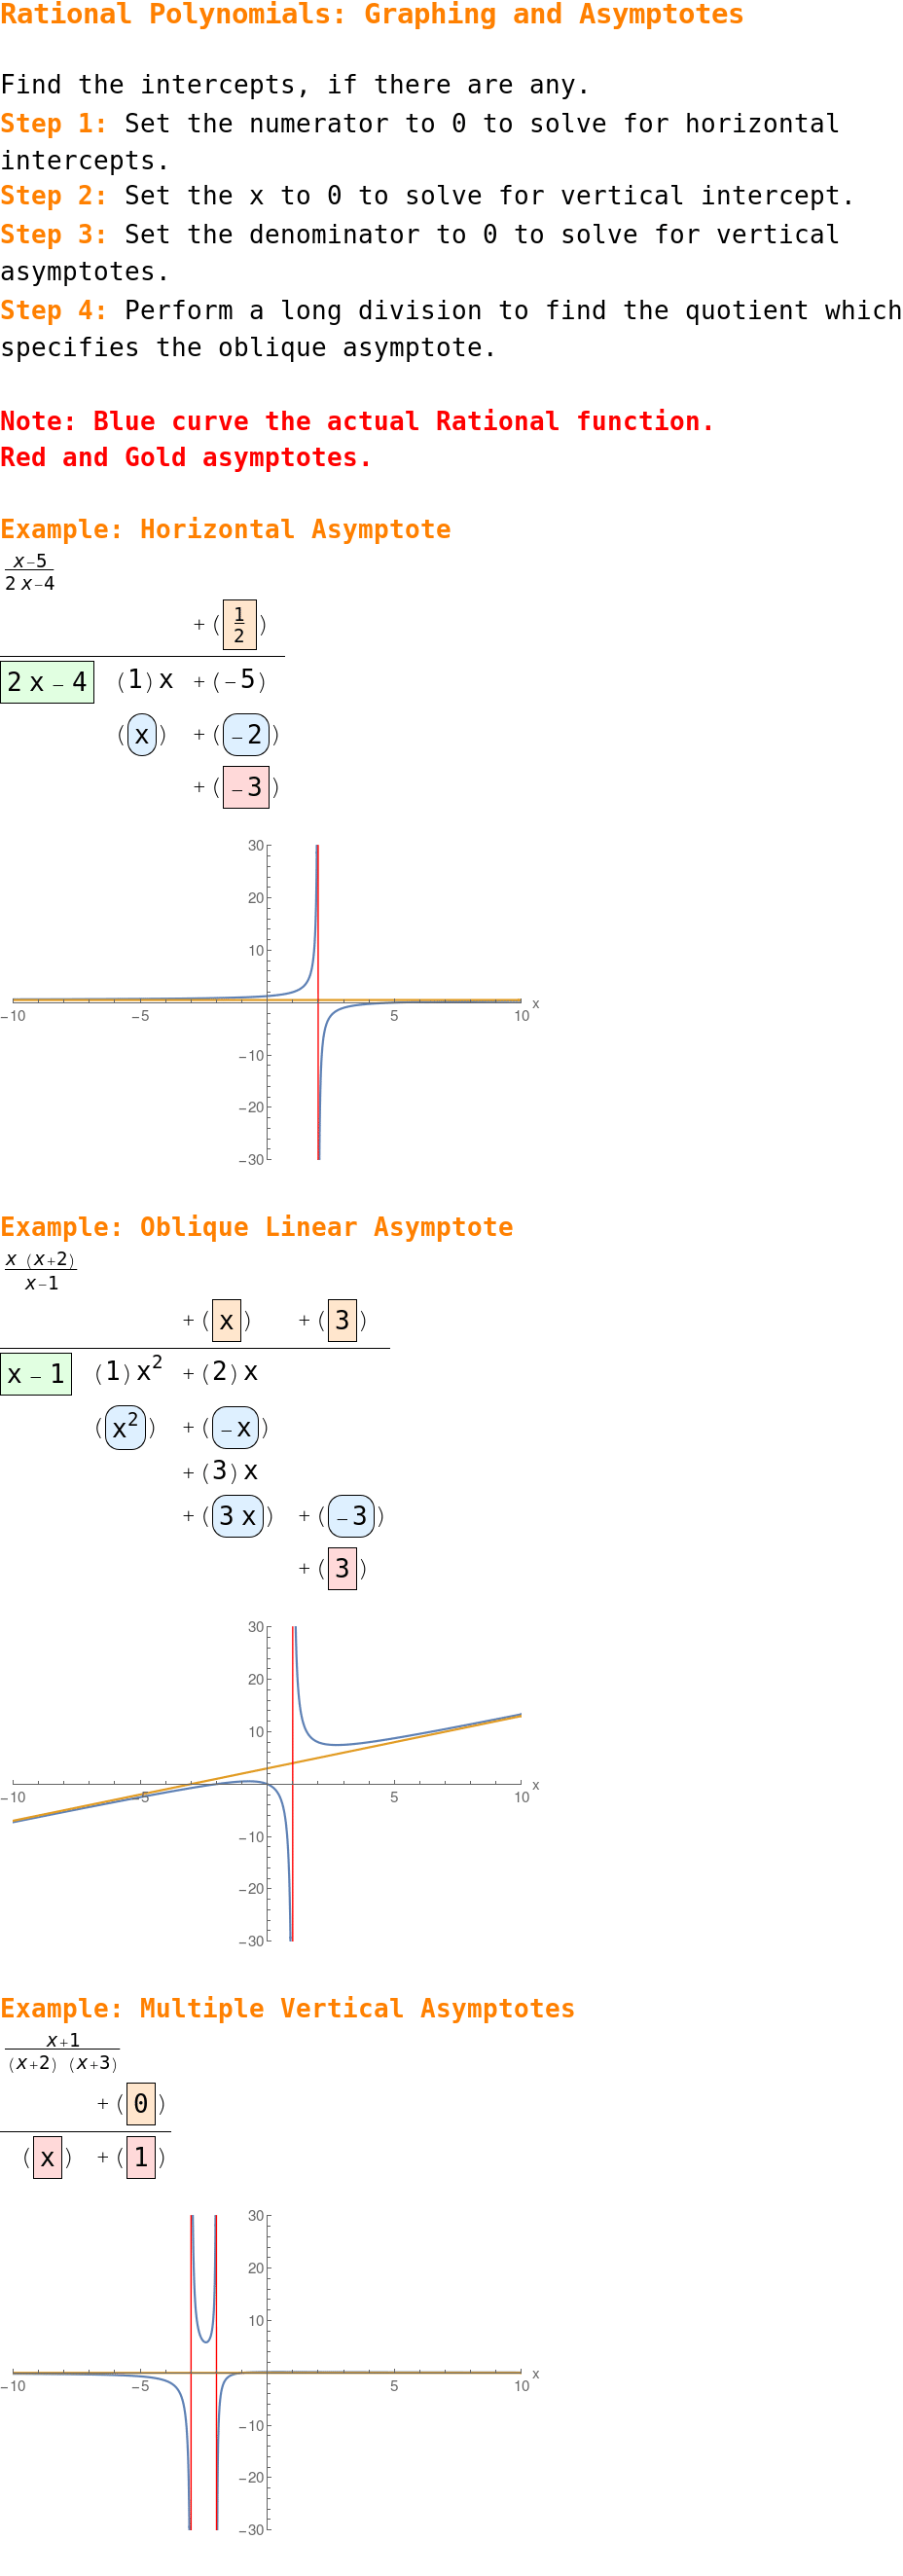 Rational Polynomials: Graphing and Asymptotes
Find the intercepts, if there are any.
Step 1: Set the numerator to 0 to solve for horizontal
intercepts.
Step 2: Set the x to 0 to solve for vertical intercept.
Step 3: Set the denominator to 0 to solve for vertical
asymptotes.
Step 4: Perform a long division to find the quotient which
specifies the oblique asymptote.
Note: Blue curve the actual Rational function.
Red and Gold asymptotes.
Example: Horizontal Asymptote
x−5
2 x−4
+ (1/2)
2 x − 4 (1) x + (−5)
(x) + (−2)
+ (−3)
30
20
10
−10 −5 5 10 x
−10
−20
−30
Example: Oblique Linear Asymptote
x (x+2)
x−1
+ (x) + (3)
x − 1 (1) x² + (2) x
(x²) + (−x)
+ (3) x
+ (3 x) + (−3)
+ (3)
30
20
10
−10 −5 5 10 x
−10
−20
−30
Example: Multiple Vertical Asymptotes
x+1
(x+2) (x+3)
+ (0)
(x) + (1)
30
20
10
−10 −5 5 10 x
−10
−20
−30